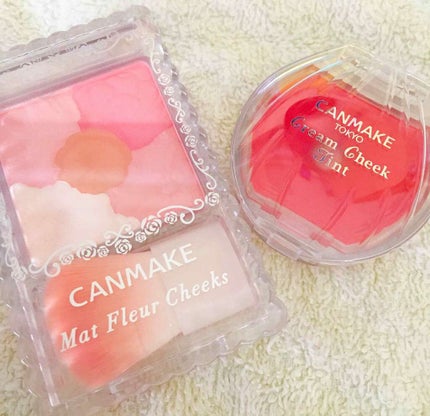 CANMAKE
Mat Fleur Cheeks
CANMAKE
TOKYO
Cream Cheek
Tint